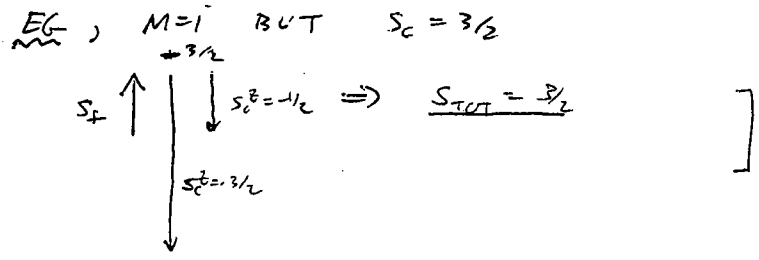 EG, M=1 BUT S_c = 3/2
+3/2
S_f ↑ ↓ S_c^z=-1/2 ⇒ S_TOT = 3/2 ]
S_c^z=-3/2